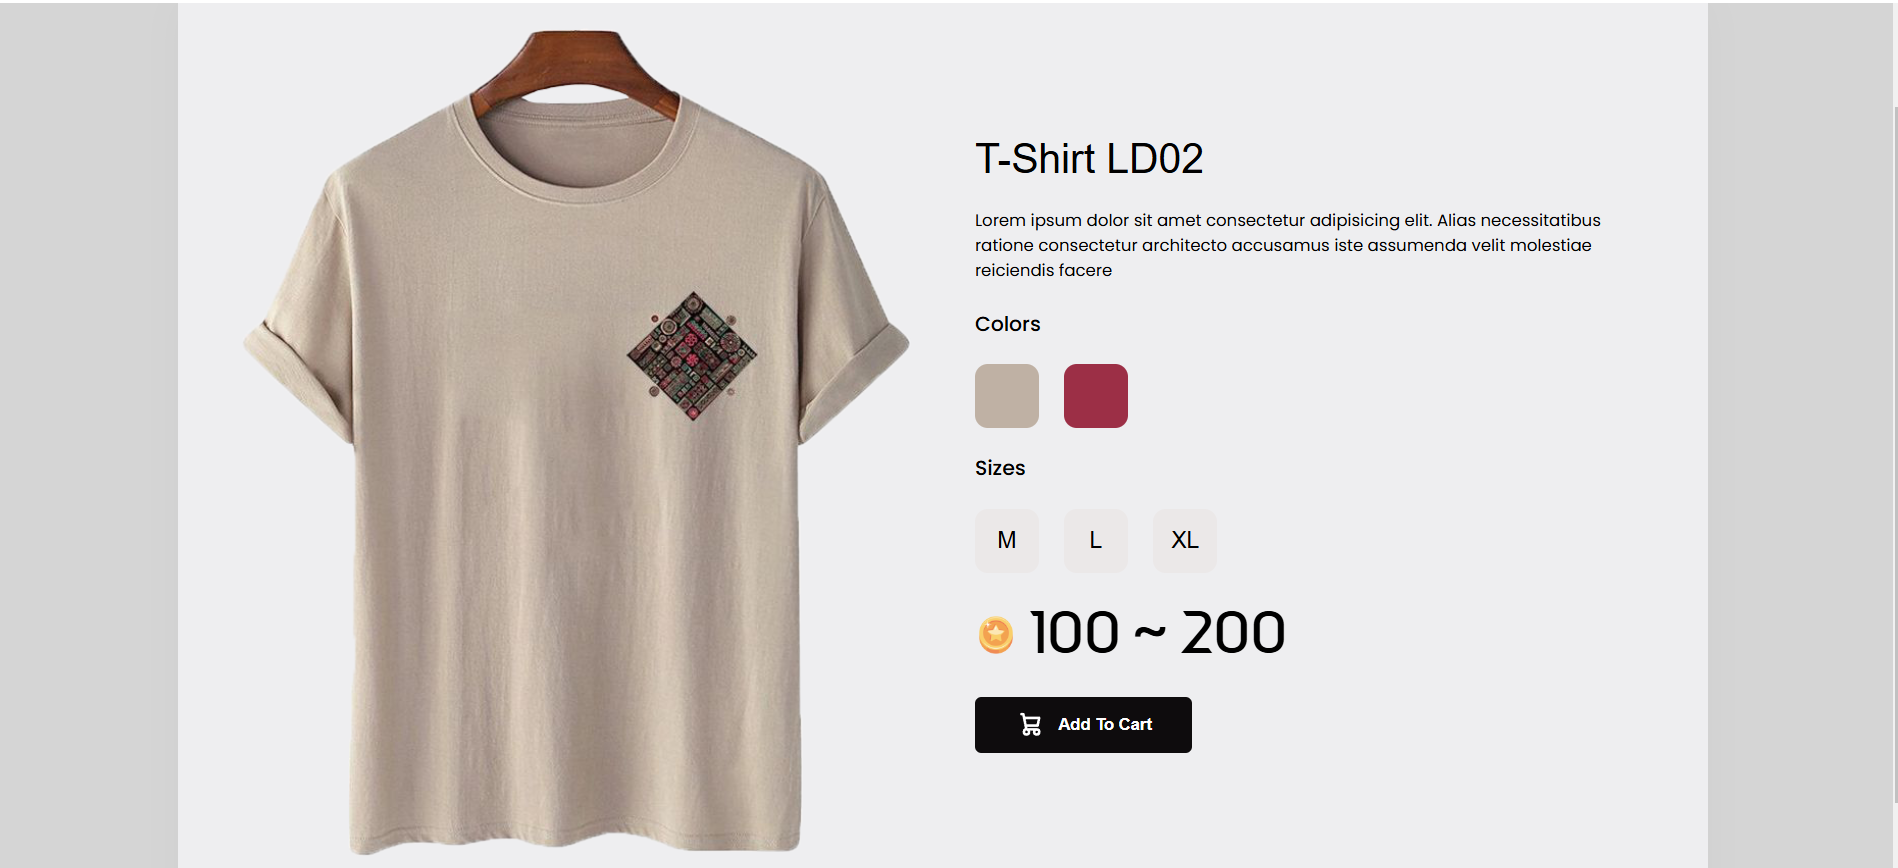 T-Shirt LD02
Lorem ipsum dolor sit amet consectetur adipisicing elit. Alias necessitatibus
ratione consectetur architecto accusamus iste assumenda velit molestiae
reiciendis facere
Colors
Sizes
M L XL
100 ~ 200
Add To Cart